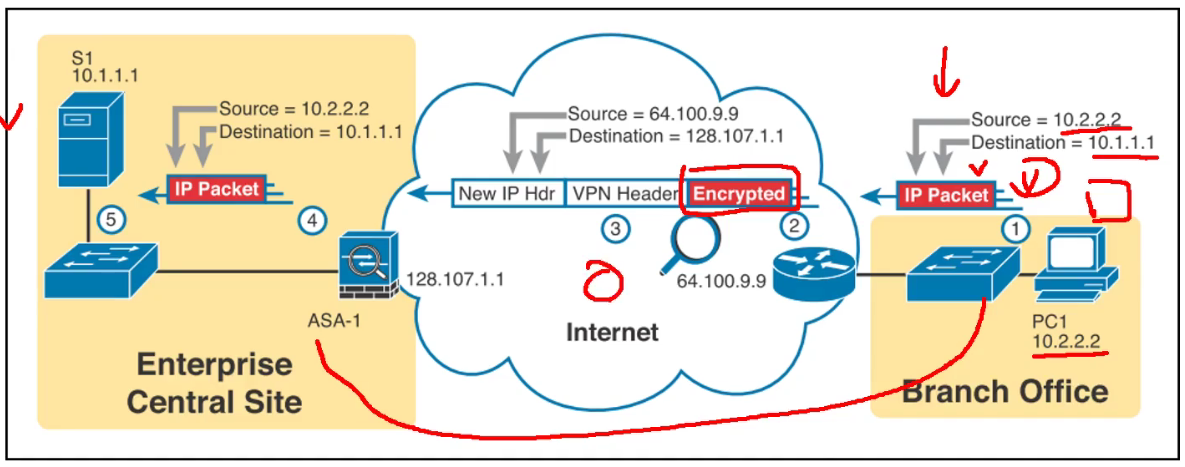 S1
10.1.1.1
Source = 10.2.2.2
Destination = 10.1.1.1
IP Packet
5
4
128.107.1.1
ASA-1
Enterprise
Central Site
Source = 64.100.9.9
Destination = 128.107.1.1
New IP Hdr
VPN Header
Encrypted
3
2
64.100.9.9
Internet
Source = 10.2.2.2
Destination = 10.1.1.1
IP Packet
1
PC1
10.2.2.2
Branch Office